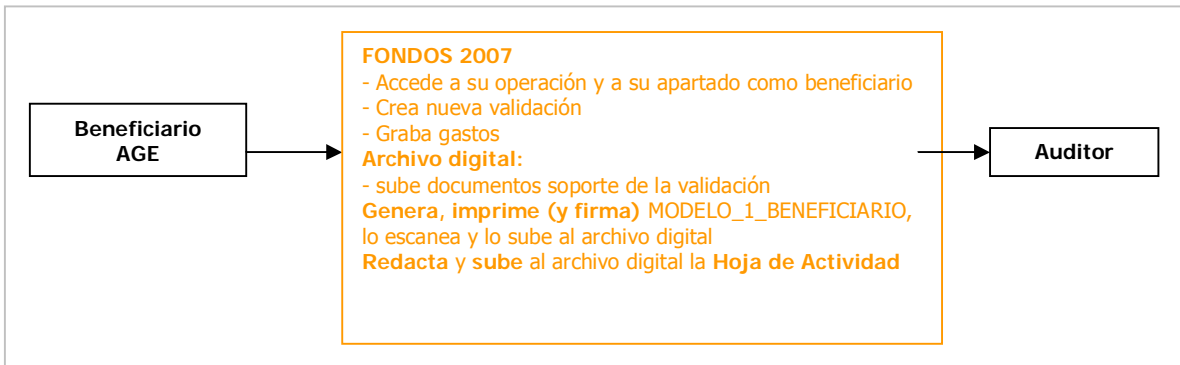 Beneficiario
AGE
FONDOS 2007
- Accede a su operación y a su apartado como beneficiario
- Crea nueva validación
- Graba gastos
Archivo digital:
- sube documentos soporte de la validación
Genera, imprime (y firma) MODELO_1_BENEFICIARIO,
lo escanea y lo sube al archivo digital
Redacta y sube al archivo digital la Hoja de Actividad
Auditor